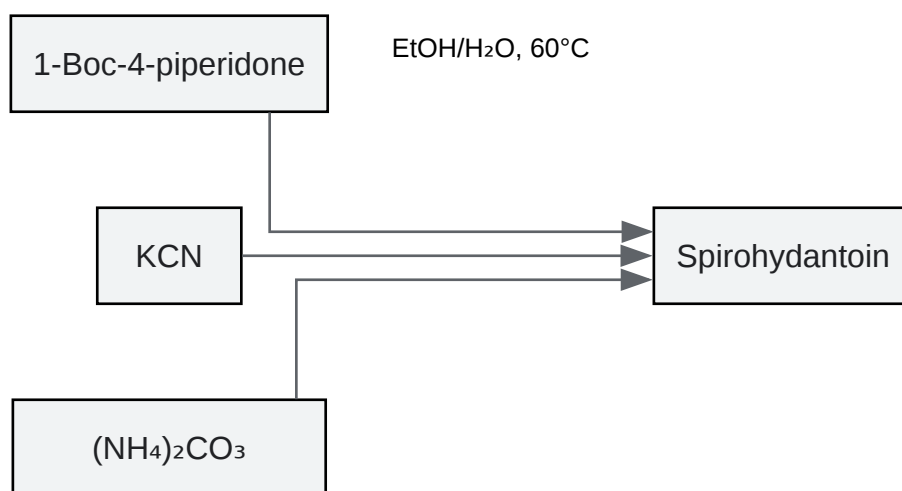 1-Boc-4-piperidone
EtOH/H₂O, 60°C
KCN
Spirohydantoin
(NH₄)₂CO₃